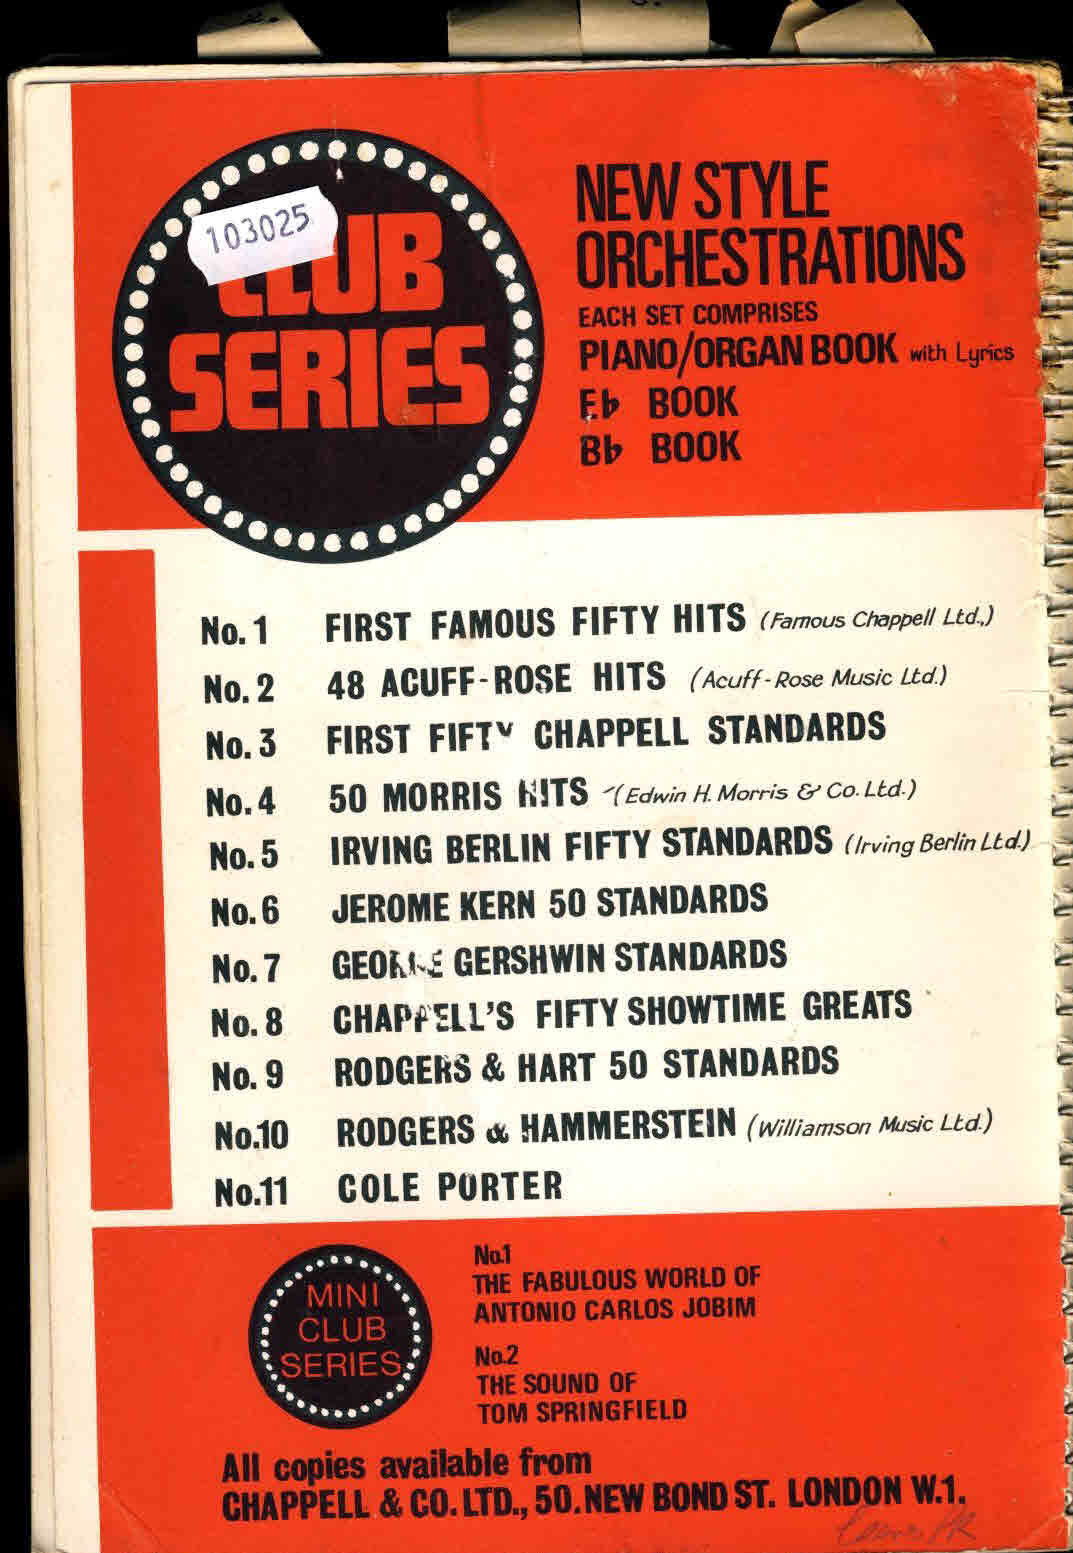 103025
CLUB
SERIES
NEW STYLE
ORCHESTRATIONS
EACH SET COMPRISES
PIANO/ORGAN BOOK with Lyrics
E♭ BOOK
B♭ BOOK
No. 1 FIRST FAMOUS FIFTY HITS (Famous Chappell Ltd.,)
No. 2 48 ACUFF-ROSE HITS (Acuff-Rose Music Ltd.)
No. 3 FIRST FIFTY CHAPPELL STANDARDS
No. 4 50 MORRIS HITS (Edwin H. Morris & Co. Ltd.)
No. 5 IRVING BERLIN FIFTY STANDARDS (Irving Berlin Ltd.)
No. 6 JEROME KERN 50 STANDARDS
No. 7 GEORGE GERSHWIN STANDARDS
No. 8 CHAPPELL'S FIFTY SHOWTIME GREATS
No. 9 RODGERS & HART 50 STANDARDS
No.10 RODGERS & HAMMERSTEIN (Williamson Music Ltd.)
No.11 COLE PORTER
MINI
CLUB
SERIES
No.1
THE FABULOUS WORLD OF
ANTONIO CARLOS JOBIM
No.2
THE SOUND OF
TOM SPRINGFIELD
All copies available from
CHAPPELL & CO. LTD., 50. NEW BOND ST. LONDON W.1.